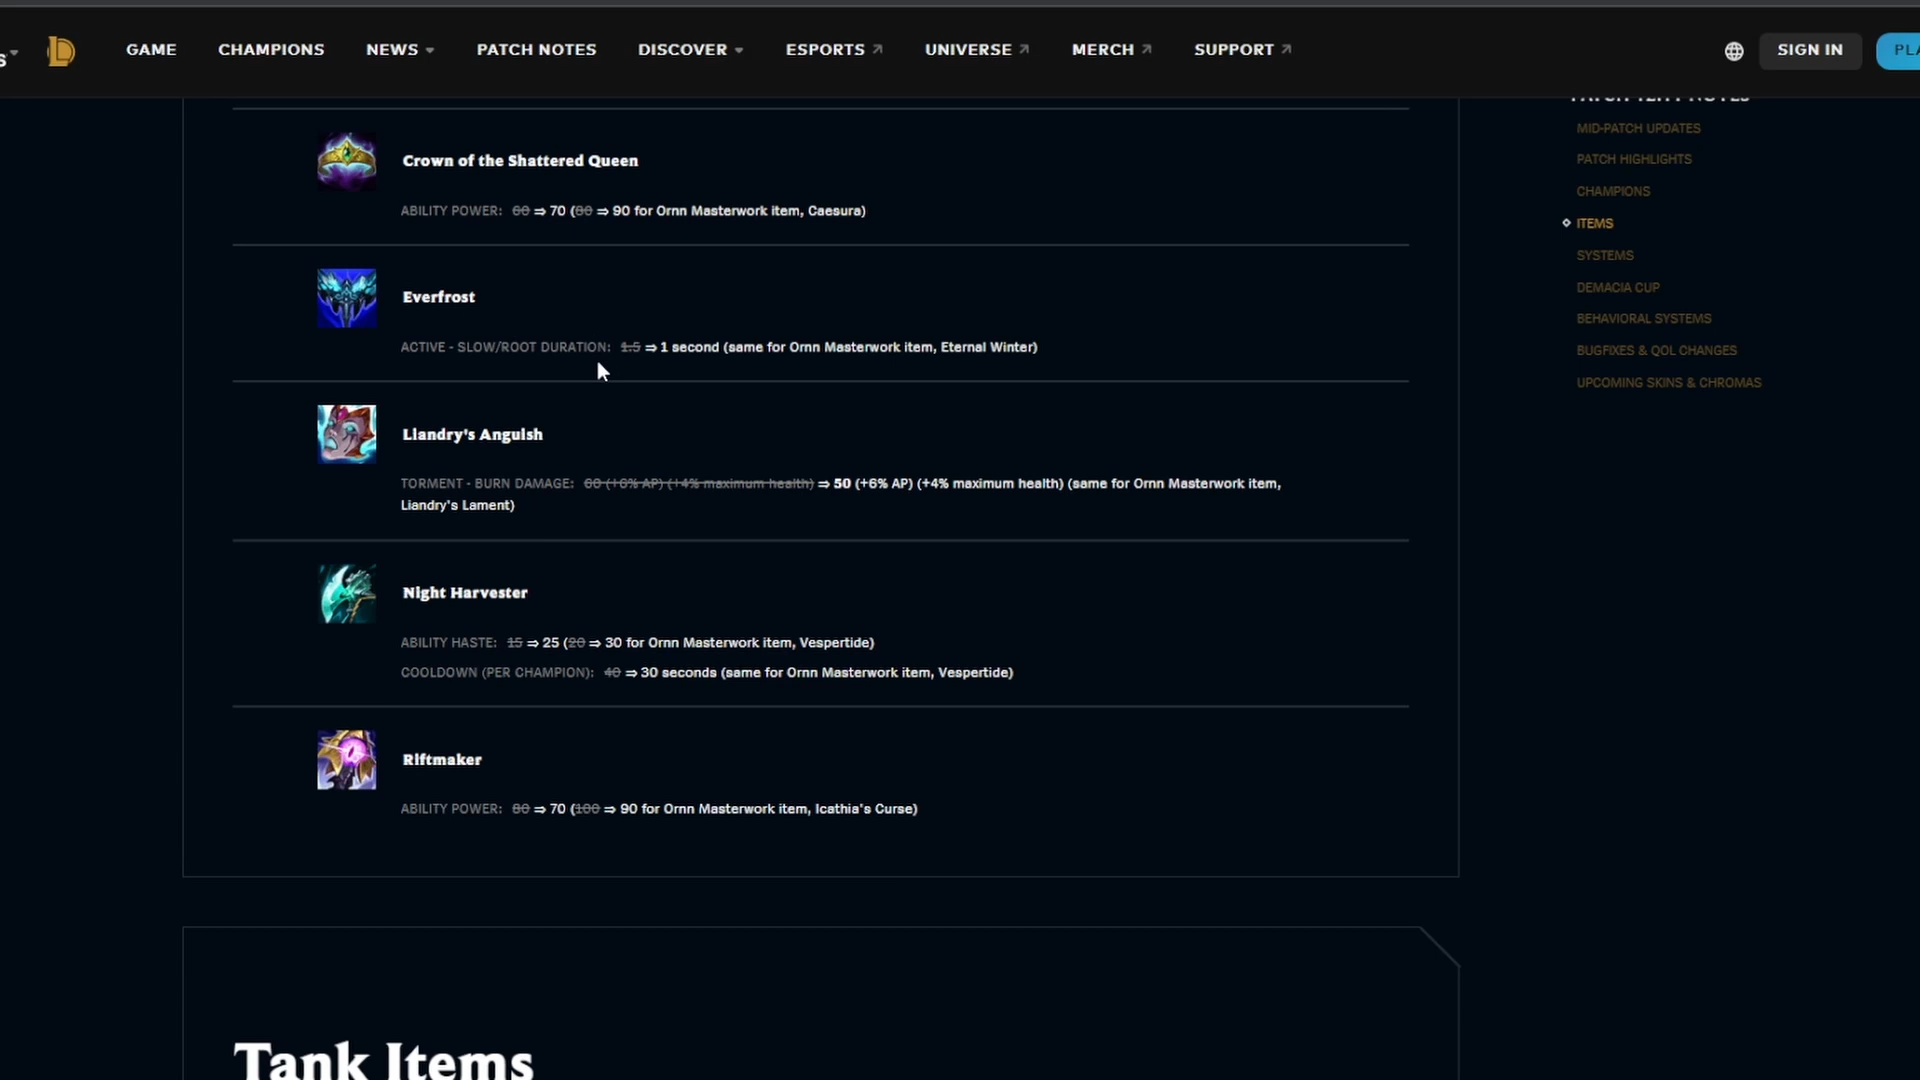 GAME CHAMPIONS NEWS PATCH NOTES DISCOVER ESPORTS UNIVERSE MERCH SUPPORT SIGN IN
Crown of the Shattered Queen
ABILITY POWER: 60 ⇒ 70 (80 ⇒ 90 for Ornn Masterwork item, Caesura)
Everfrost
ACTIVE - SLOW/ROOT DURATION: 1.5 ⇒ 1 second (same for Ornn Masterwork item, Eternal Winter)
Liandry's Anguish
TORMENT - BURN DAMAGE: 60 (+6% AP) (+4% maximum health) ⇒ 50 (+6% AP) (+4% maximum health) (same for Ornn Masterwork item,
Liandry's Lament)
Night Harvester
ABILITY HASTE: 15 ⇒ 25 (20 ⇒ 30 for Ornn Masterwork item, Vespertide)
COOLDOWN (PER CHAMPION): 40 ⇒ 30 seconds (same for Ornn Masterwork item, Vespertide)
Riftmaker
ABILITY POWER: 80 ⇒ 70 (100 ⇒ 90 for Ornn Masterwork item, Icathia's Curse)
Tank Items
MID-PATCH UPDATES
PATCH HIGHLIGHTS
CHAMPIONS
ITEMS
SYSTEMS
DEMACIA CUP
BEHAVIORAL SYSTEMS
BUGFIXES & QOL CHANGES
UPCOMING SKINS & CHROMAS